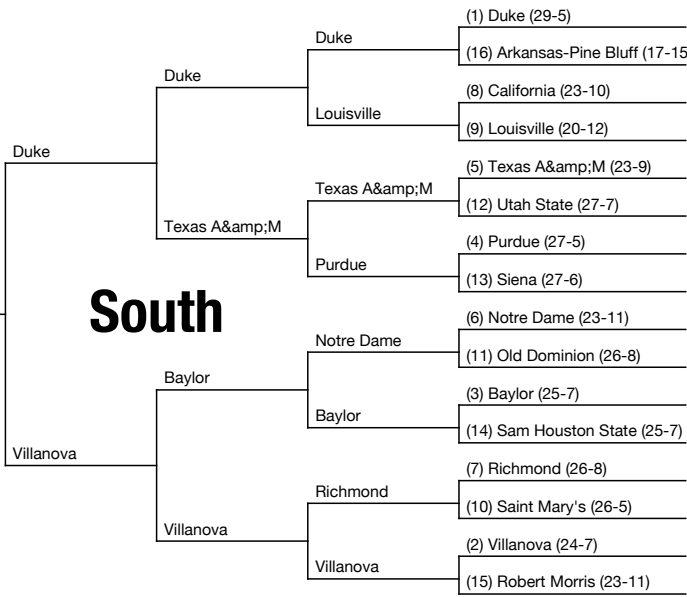 (1) Duke (29-5)
Duke
(16) Arkansas-Pine Bluff (17-15
Duke
(8) California (23-10)
Louisville
(9) Louisville (20-12)
Duke
(5) Texas A&amp;M (23-9)
Texas A&amp;M
(12) Utah State (27-7)
Texas A&amp;M
(4) Purdue (27-5)
Purdue
(13) Siena (27-6)
South
(6) Notre Dame (23-11)
Notre Dame
(11) Old Dominion (26-8)
Baylor
(3) Baylor (25-7)
Baylor
(14) Sam Houston State (25-7)
Villanova
(7) Richmond (26-8)
Richmond
(10) Saint Mary's (26-5)
Villanova
(2) Villanova (24-7)
Villanova
(15) Robert Morris (23-11)